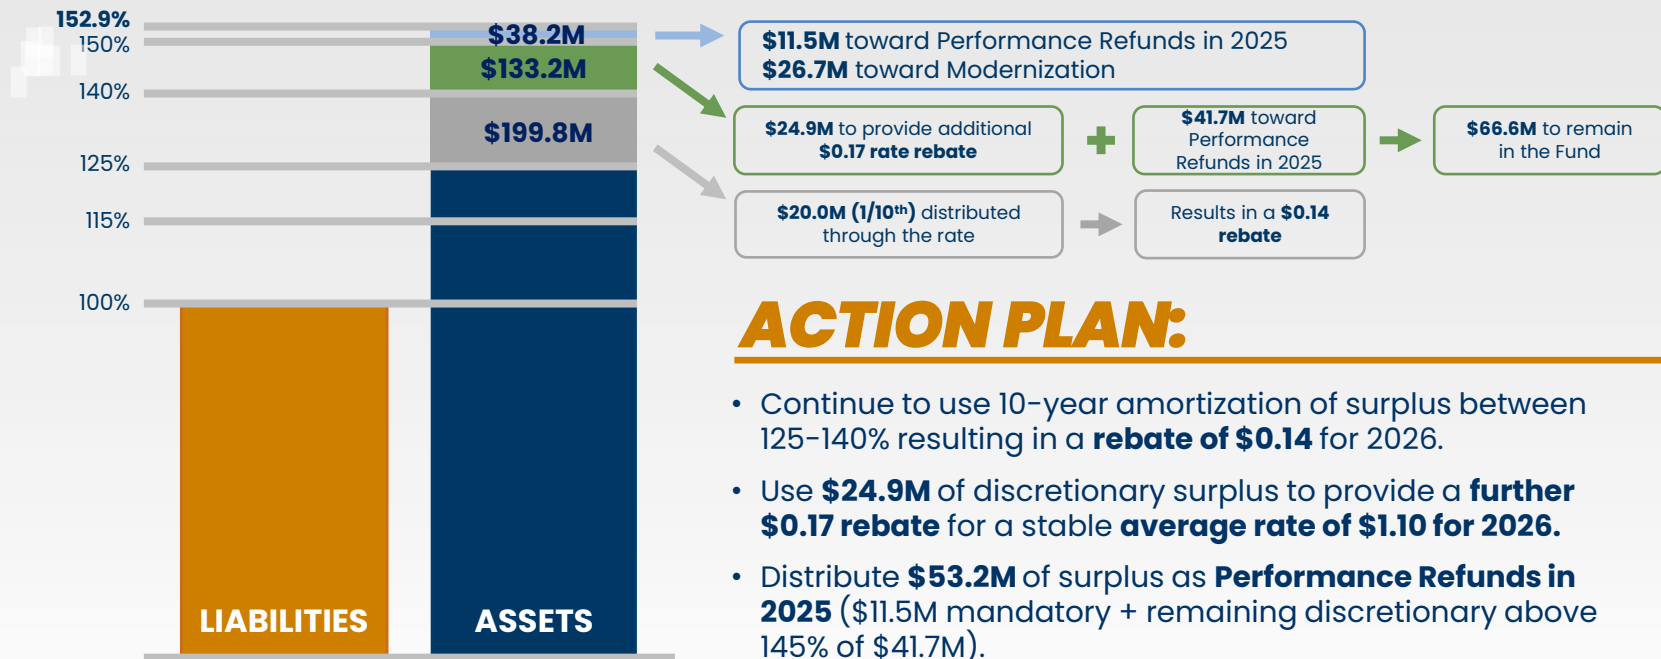 152.9%
150%
140%
125%
115%
100%
$38.2M
$133.2M
$199.8M
LIABILITIES
ASSETS
$11.5M toward Performance Refunds in 2025
$26.7M toward Modernization
$24.9M to provide additional
$0.17 rate rebate
$41.7M toward
Performance
Refunds in 2025
$66.6M to remain
in the Fund
$20.0M (1/10th) distributed
through the rate
Results in a $0.14
rebate
ACTION PLAN:
• Continue to use 10-year amortization of surplus between
125-140% resulting in a rebate of $0.14 for 2026.
• Use $24.9M of discretionary surplus to provide a further
$0.17 rebate for a stable average rate of $1.10 for 2026.
• Distribute $53.2M of surplus as Performance Refunds in
2025 ($11.5M mandatory + remaining discretionary above
145% of $41.7M).